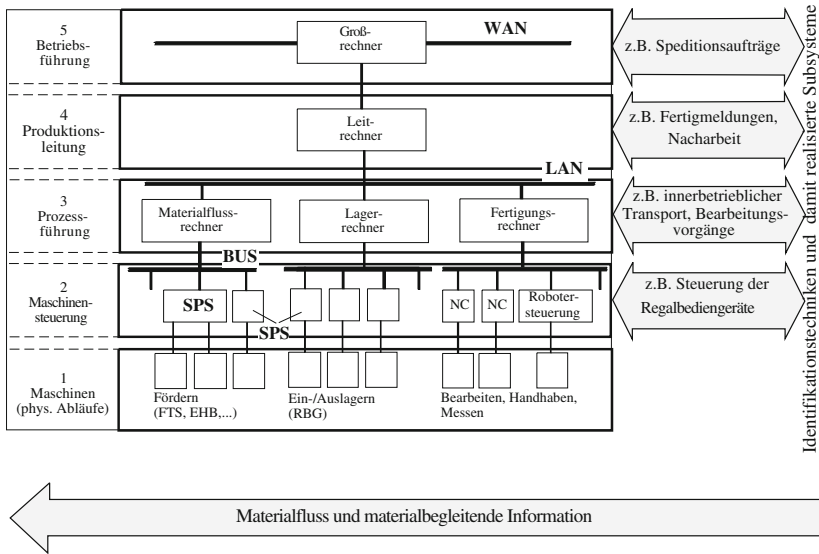 5
Betriebs-
führung
Groß-
rechner
WAN
z.B. Speditionsaufträge
4
Produktions-
leitung
Leit-
rechner
z.B. Fertigmeldungen,
Nacharbeit
LAN
3
Prozess-
führung
Materialfluss-
rechner
Lager-
rechner
Fertigungs-
rechner
z.B. innerbetrieblicher
Transport, Bearbeitungs-
vorgänge
BUS
2
Maschinen-
steuerung
SPS
SPS
NC
NC
Roboter-
steuerung
z.B. Steuerung der
Regalbediengeräte
1
Maschinen
(phys. Abläufe)
Fördern
(FTS, EHB,...)
Ein-/Auslagern
(RBG)
Bearbeiten, Handhaben,
Messen
Identifikationstechniken und damit realisierte Subsysteme
Materialfluss und materialbegleitende Information